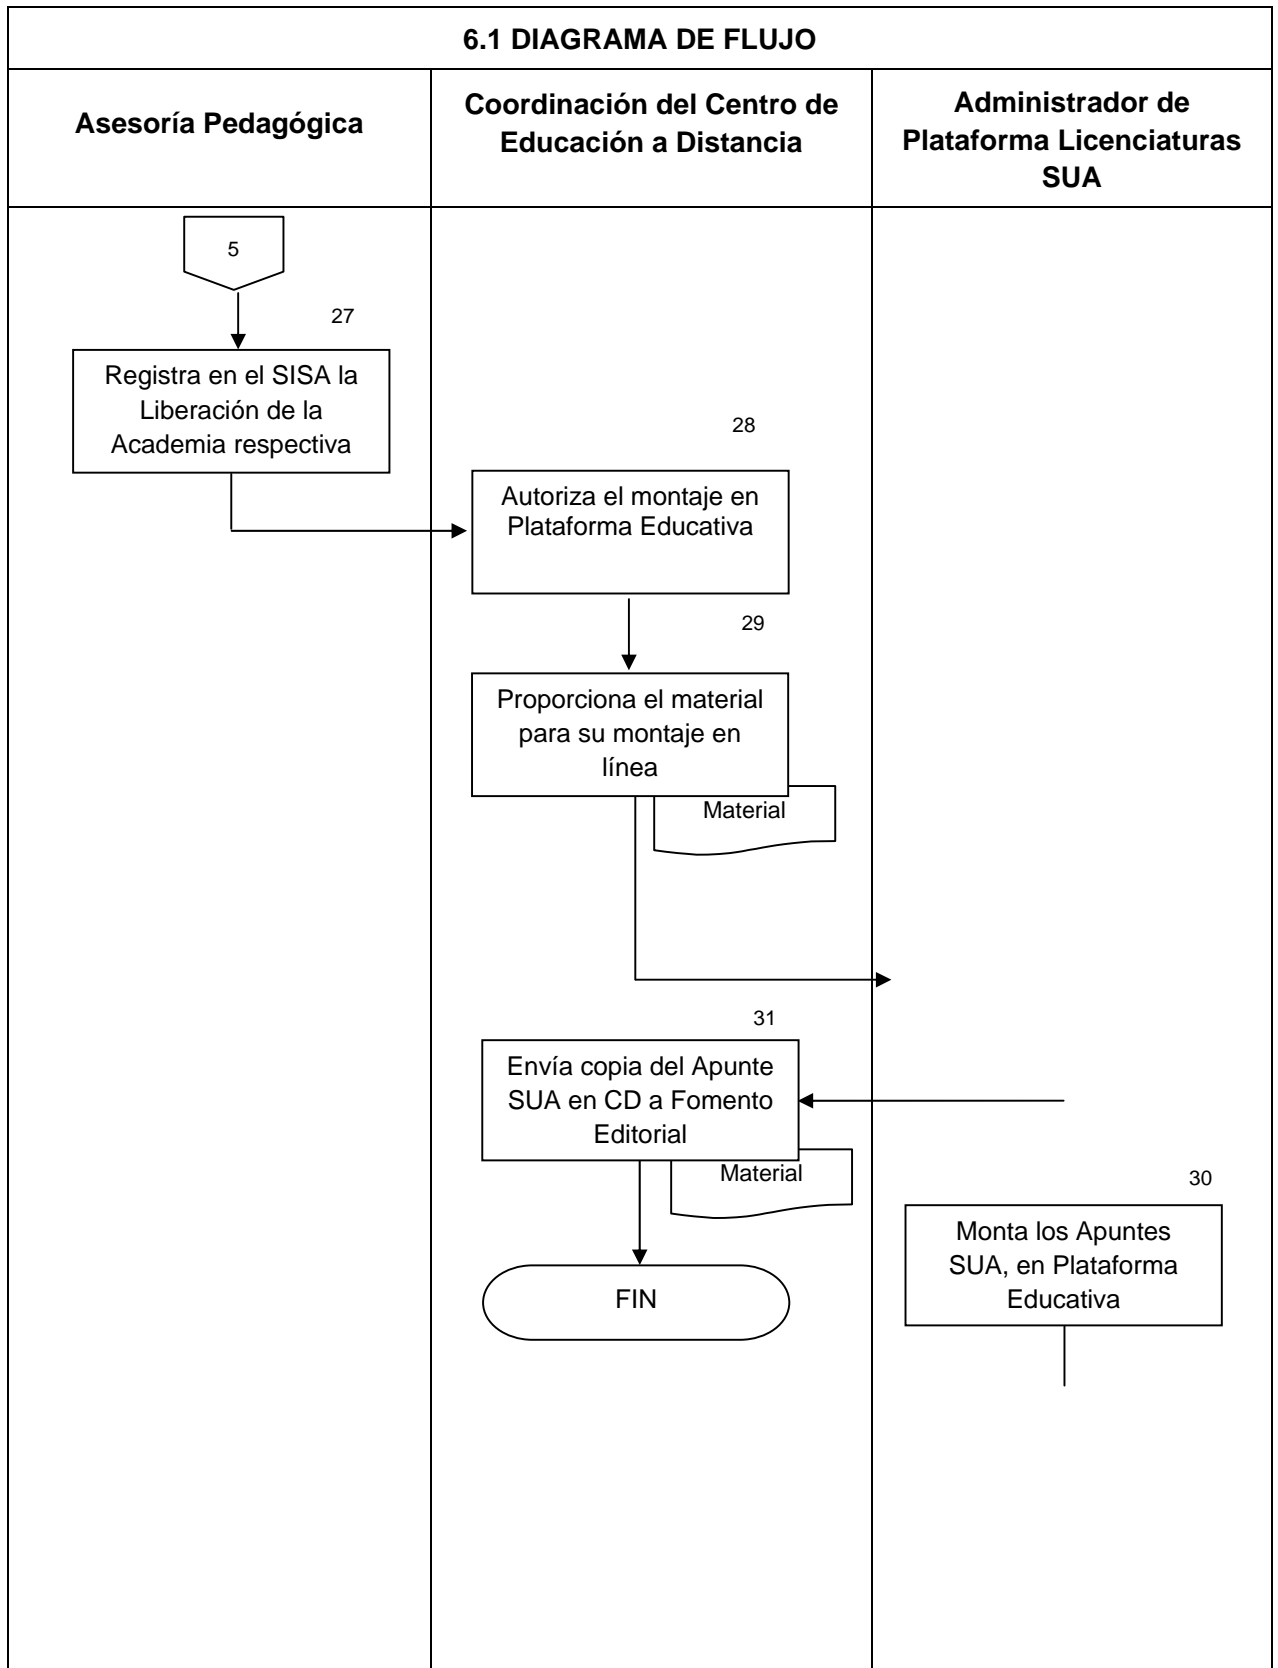 6.1 DIAGRAMA DE FLUJO
Asesoría Pedagógica
Coordinación del Centro de
Educación a Distancia
Administrador de
Plataforma Licenciaturas
SUA
5
27
Registra en el SISA la
Liberación de la
Academia respectiva
28
Autoriza el montaje en
Plataforma Educativa
29
Proporciona el material
para su montaje en
línea
Material
31
Envía copia del Apunte
SUA en CD a Fomento
Editorial
Material
30
Monta los Apuntes
SUA, en Plataforma
Educativa
FIN